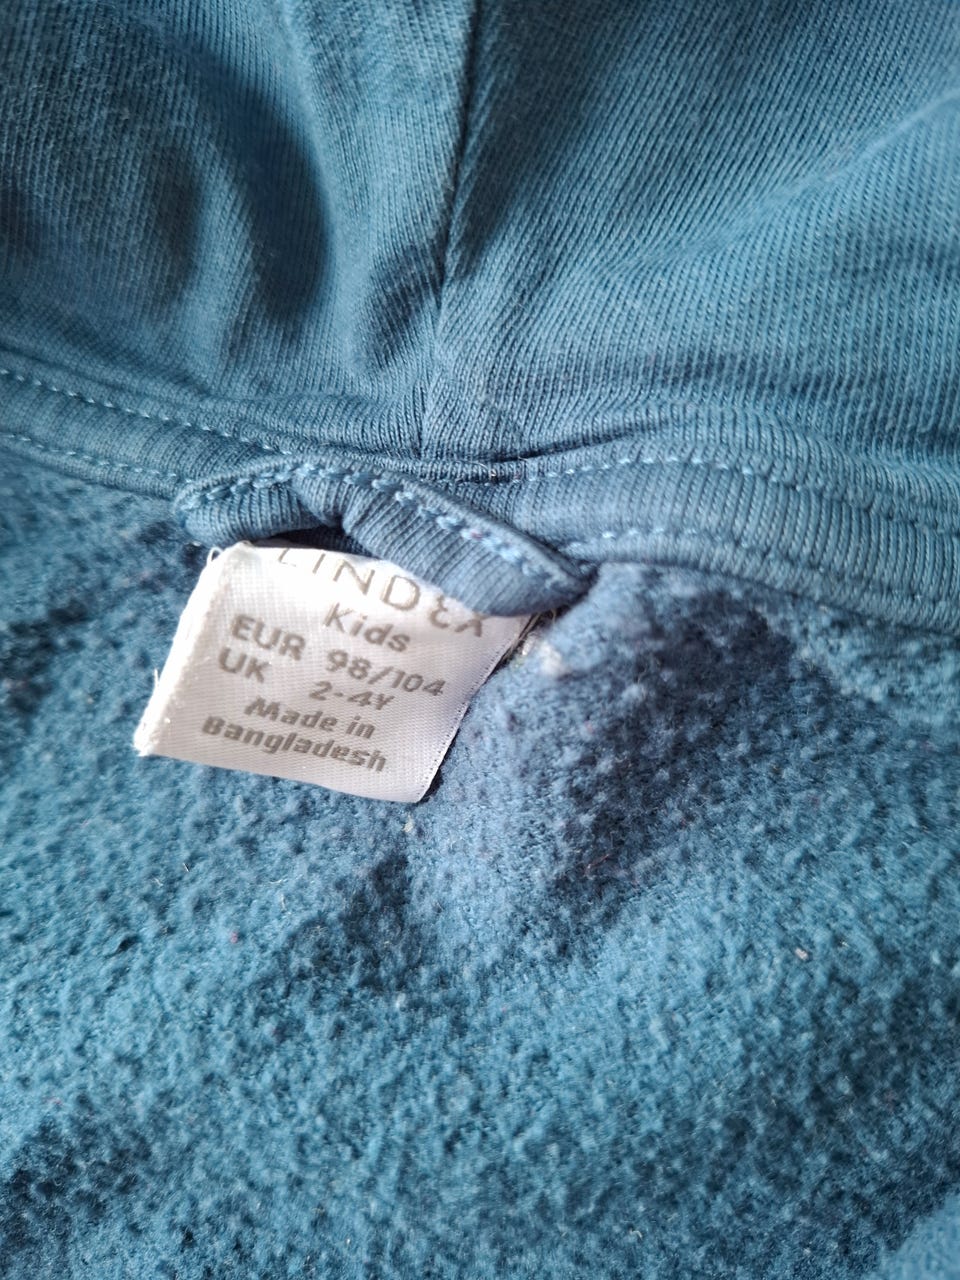 LINDEX
Kids
EUR 98/104
UK 2-4Y
Made in
Bangladesh